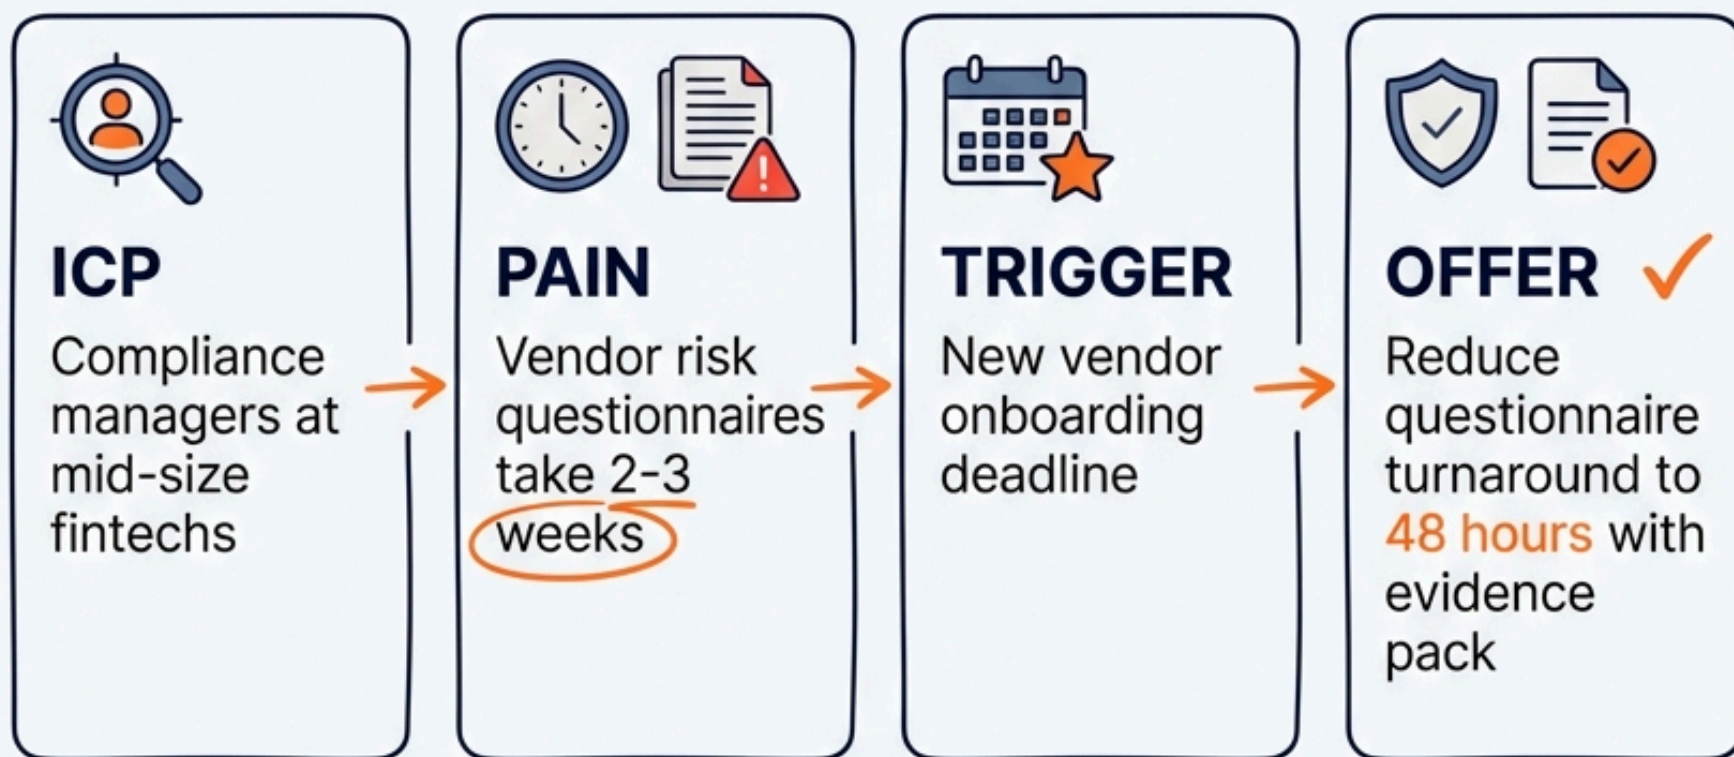 ICP
Compliance
managers at
mid-size
fintechs
PAIN
Vendor risk
questionnaires
take 2-3
weeks
TRIGGER
New vendor
onboarding
deadline
OFFER
Reduce
questionnaire
turnaround to
48 hours with
evidence
pack